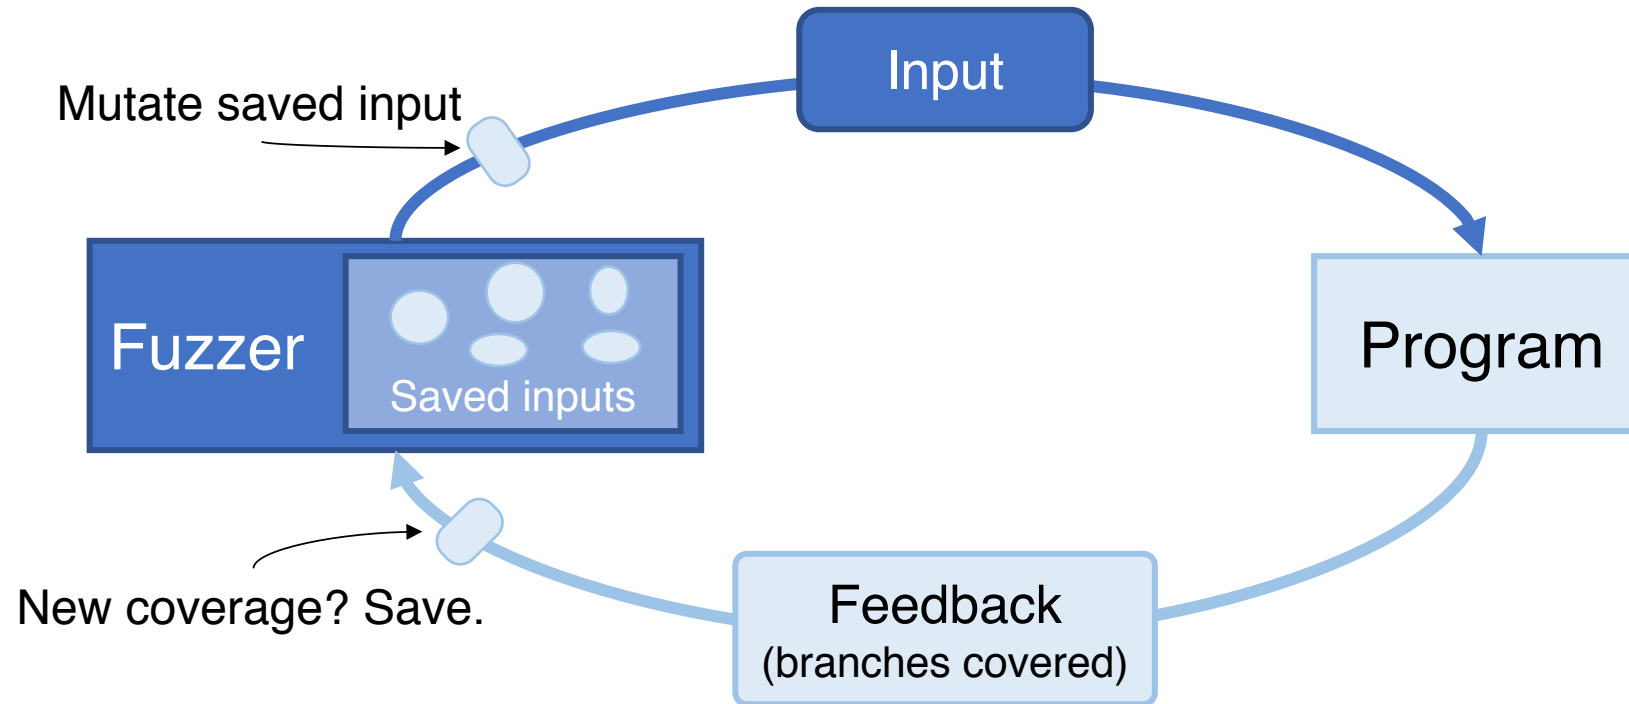 Input
Mutate saved input
Fuzzer
Saved inputs
Program
New coverage? Save.
Feedback
(branches covered)